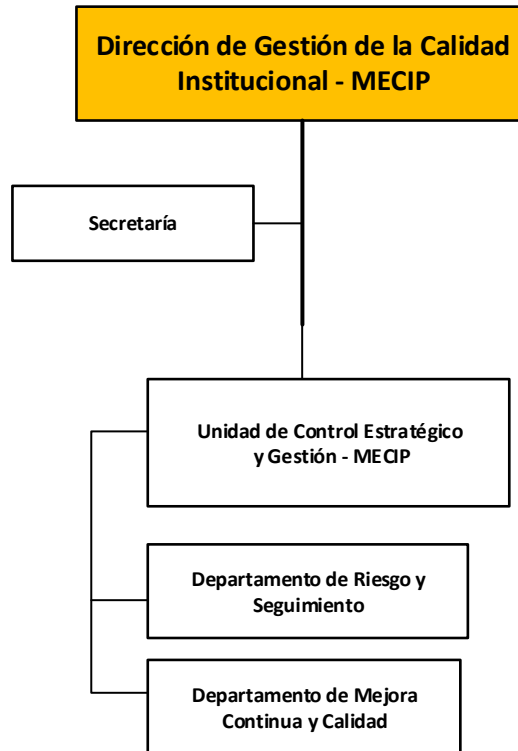 Dirección de Gestión de la Calidad
Institucional - MECIP
Secretaría
Unidad de Control Estratégico
y Gestión - MECIP
Departamento de Riesgo y
Seguimiento
Departamento de Mejora
Continua y Calidad